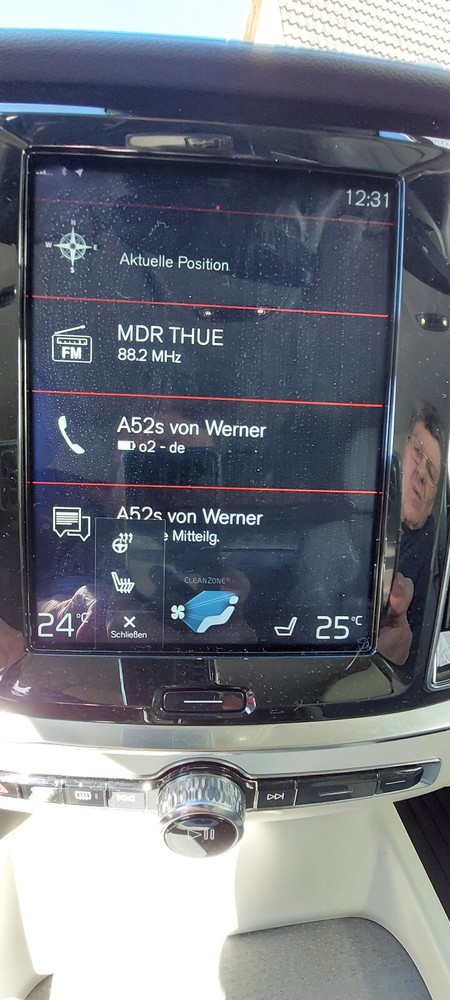 12:31
N
W E
S
Aktuelle Position
FM
MDR THUE
88.2 MHz
A52s von Werner
o2 - de
A52s von Werner
e Mitteilg.
CLEANZONE
24°C
Schließen
25°C